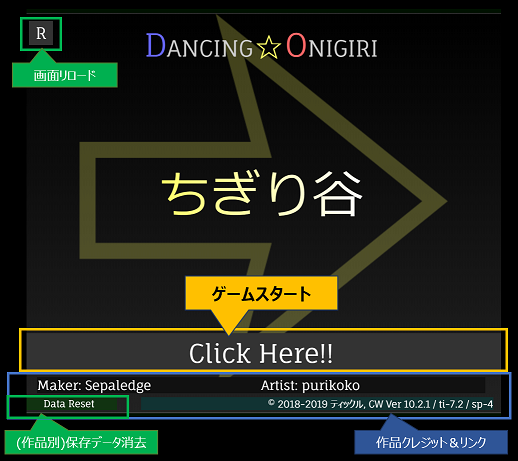 R
DANCING☆ONIGIRI
画面リロード
ちぎり谷
ゲームスタート
Click Here!!
Maker: Sepaledge Artist: purikoko
Data Reset © 2018-2019 ティックル, CW Ver 10.2.1 / ti-7.2 / sp-4
(作品別)保存データ消去 作品クレジット&リンク